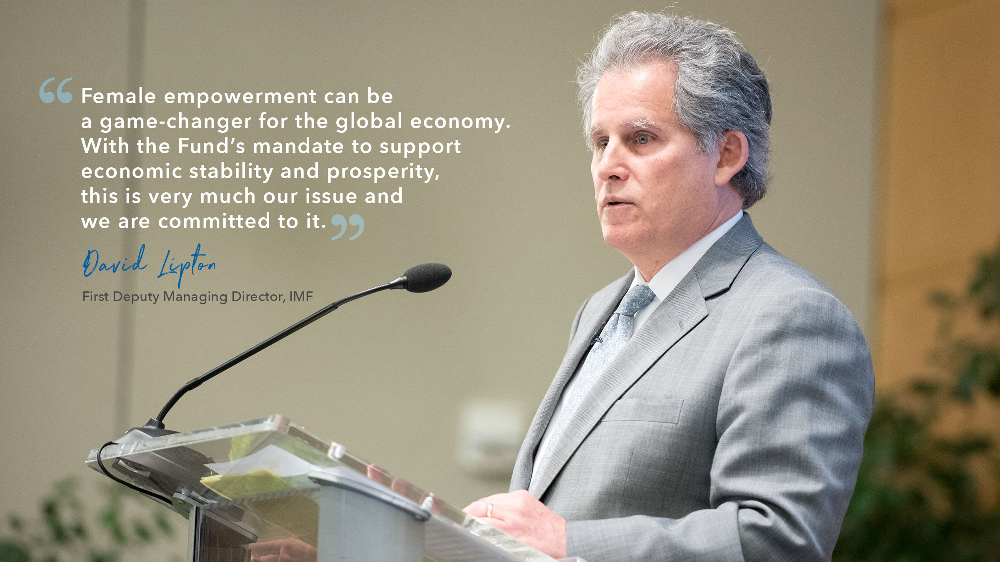 “Female empowerment can be
a game-changer for the global economy.
With the Fund’s mandate to support
economic stability and prosperity,
this is very much our issue and
we are committed to it.”
David Lipton
First Deputy Managing Director, IMF